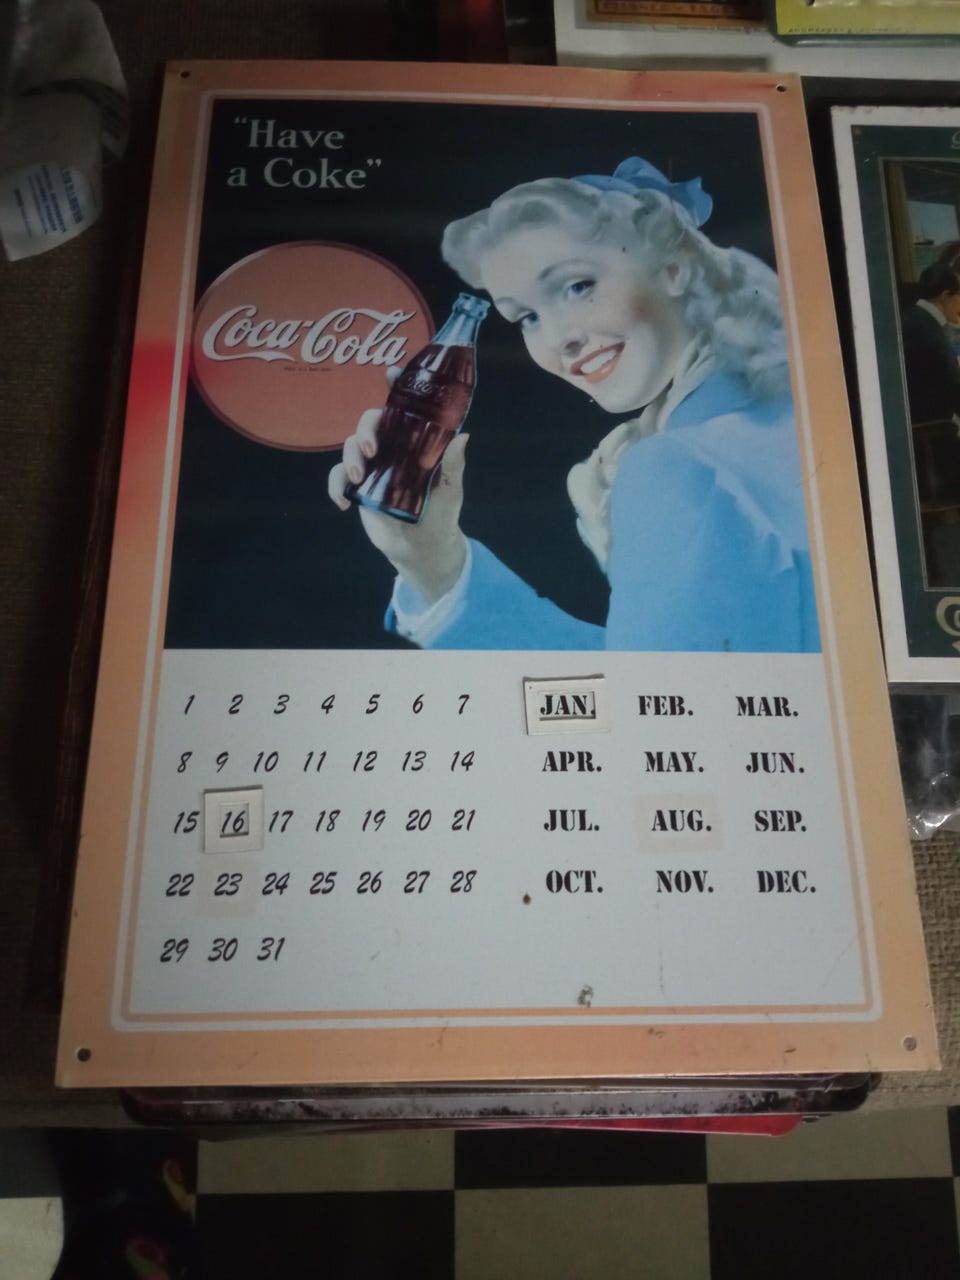 "Have
a Coke"
Coca-Cola
1 2 3 4 5 6 7
8 9 10 11 12 13 14
15 16 17 18 19 20 21
22 23 24 25 26 27 28
29 30 31
JAN. FEB. MAR.
APR. MAY. JUN.
JUL. AUG. SEP.
OCT. NOV. DEC.